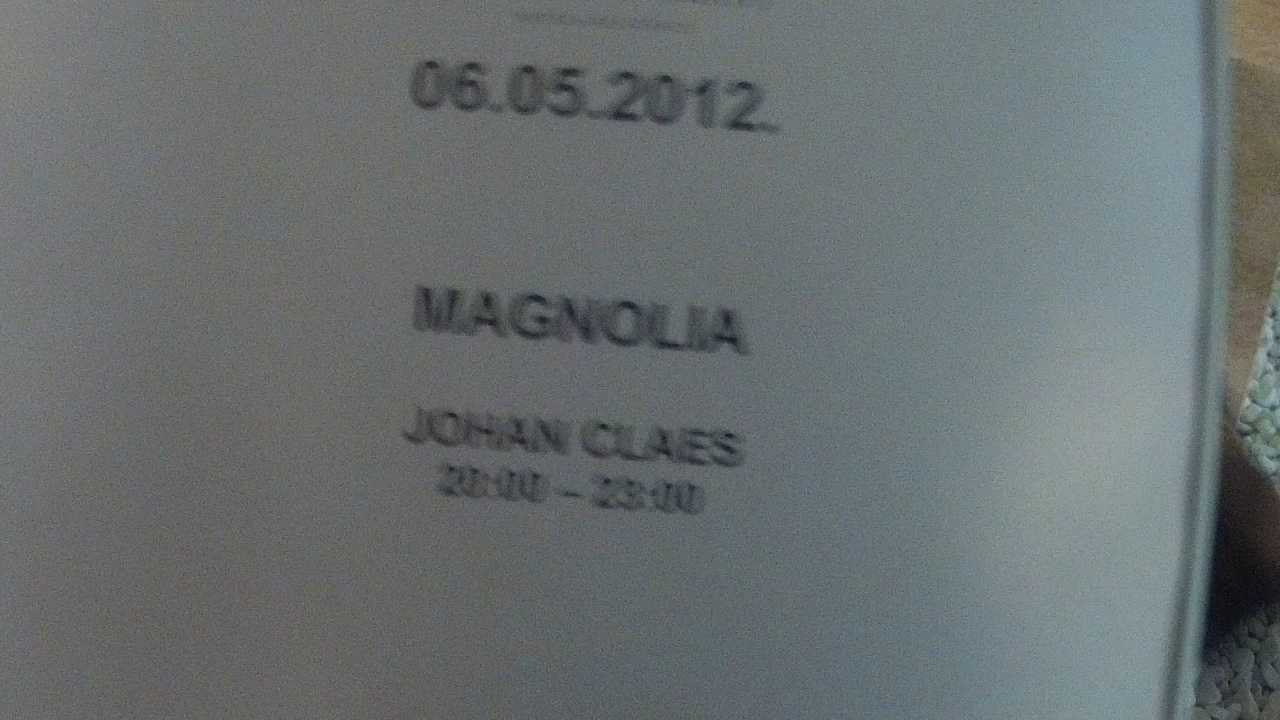 06.05.2012.
MAGNOLIA
JOHAN CLAES
20:00 – 23:00